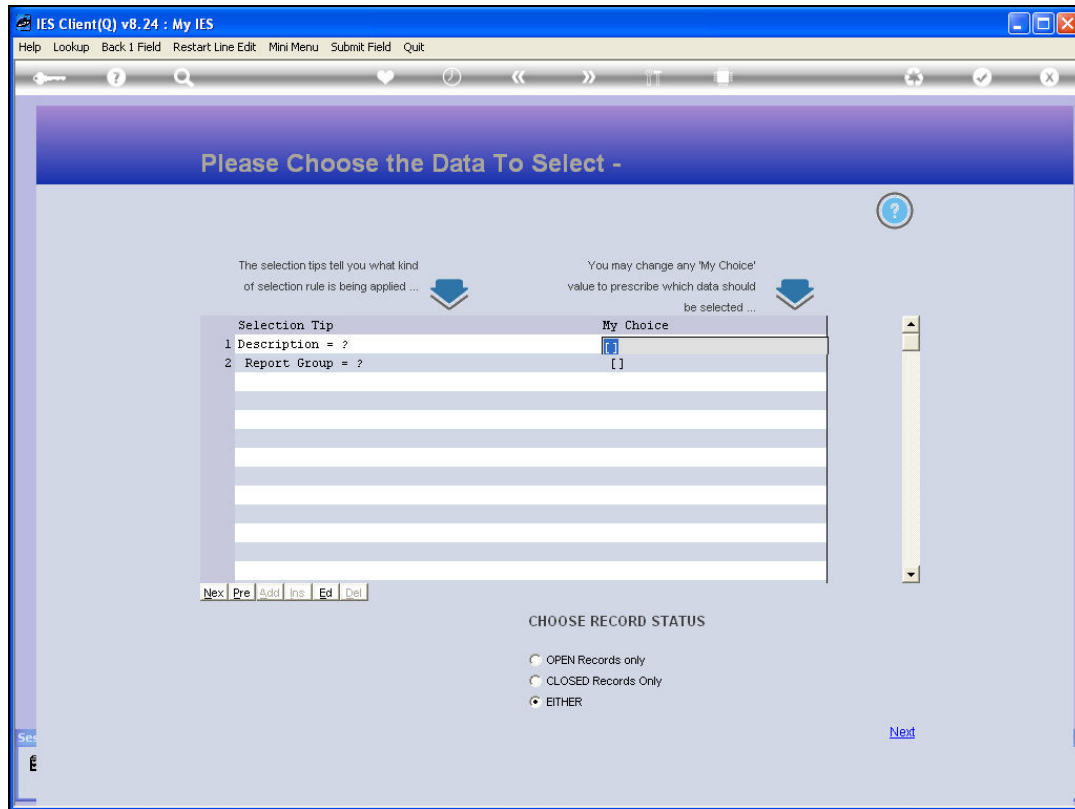 IES Client(Q) v8.24 : My IES
Help Lookup Back 1 Field Restart Line Edit Mini Menu Submit Field Quit
Please Choose the Data To Select -
The selection tips tell you what kind
of selection rule is being applied ...
You may change any 'My Choice'
value to prescribe which data should
be selected ...
Selection Tip My Choice
1 Description = ? []
2 Report Group = ? []
Nex Pre Add Ins Ed Del
CHOOSE RECORD STATUS
OPEN Records only
CLOSED Records Only
EITHER
Next
Ses